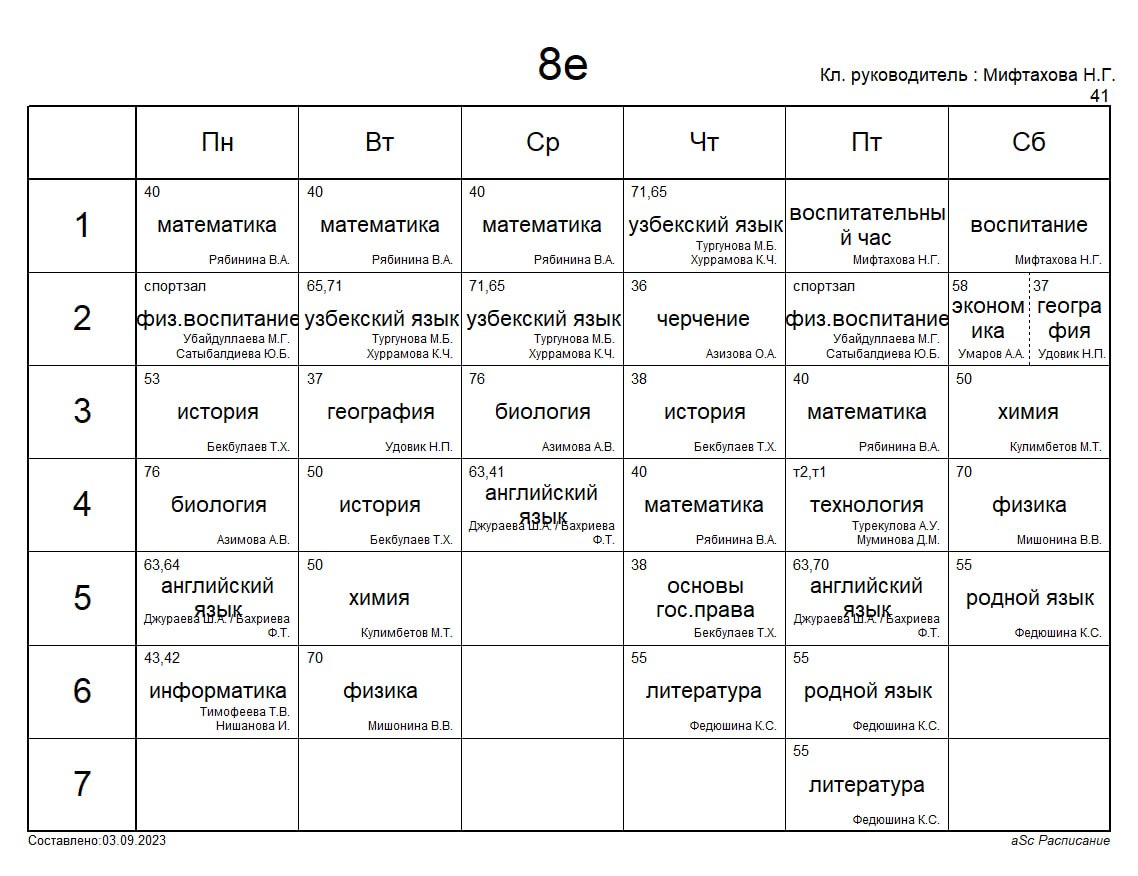 8е
Кл. руководитель : Мифтахова Н.Г.
41
Пн Вт Ср Чт Пт Сб
1
40
математика
Рябинина В.А.
40
математика
Рябинина В.А.
40
математика
Рябинина В.А.
71,65
узбекский язык
Тургунова М.Б.
Хуррамова К.Ч.
воспитательны
й час
Мифтахова Н.Г.
воспитание
Мифтахова Н.Г.
2
спортзал
физ.воспитание
Убайдуллаева М.Г.
Сатыбалдиева Ю.Б.
65,71
узбекский язык
Тургунова М.Б.
Хуррамова К.Ч.
71,65
узбекский язык
Тургунова М.Б.
Хуррамова К.Ч.
36
черчение
Азизова О.А.
спортзал
физ.воспитание
Убайдуллаева М.Г.
Сатыбалдиева Ю.Б.
58
эконом
ика
Умаров А.А.
37
геогра
фия
Удовик Н.П.
3
53
история
Бекбулаев Т.Х.
37
география
Удовик Н.П.
76
биология
Азимова А.В.
38
история
Бекбулаев Т.Х.
40
математика
Рябинина В.А.
50
химия
Кулимбетов М.Т.
4
76
биология
Азимова А.В.
50
история
Бекбулаев Т.Х.
63,41
английский
язык
Джураева Ш.А. / Бахриева
Ф.Т.
40
математика
Рябинина В.А.
т2,т1
технология
Турекулова А.У.
Муминова Д.М.
70
физика
Мишонина В.В.
5
63,64
английский
язык
Джураева Ш.А. / Бахриева
Ф.Т.
50
химия
Кулимбетов М.Т.
38
основы
гос.права
Бекбулаев Т.Х.
63,70
английский
язык
Джураева Ш.А. / Бахриева
Ф.Т.
55
родной язык
Федюшина К.С.
6
43,42
информатика
Тимофеева Т.В.
Нишанова И.
70
физика
Мишонина В.В.
55
литература
Федюшина К.С.
55
родной язык
Федюшина К.С.
7
55
литература
Федюшина К.С.
Составлено:03.09.2023
aSc Расписание